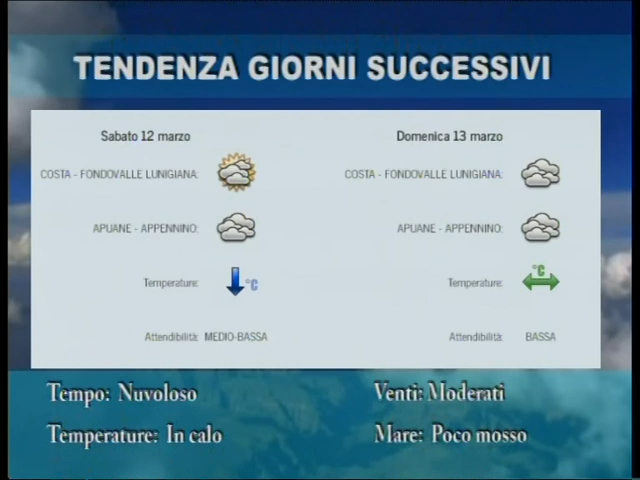 TENDENZA GIORNI SUCCESSIVI
Sabato 12 marzo
COSTA - FONDOVALLE LUNIGIANA:
APUANE - APPENNINO:
Temperature: °C
Attendibilità: MEDIO-BASSA
Domenica 13 marzo
COSTA - FONDOVALLE LUNIGIANA:
APUANE - APPENNINO:
Temperature: °C
Attendibilità: BASSA
Tempo: Nuvoloso
Venti: Moderati
Temperature: In calo
Mare: Poco mosso